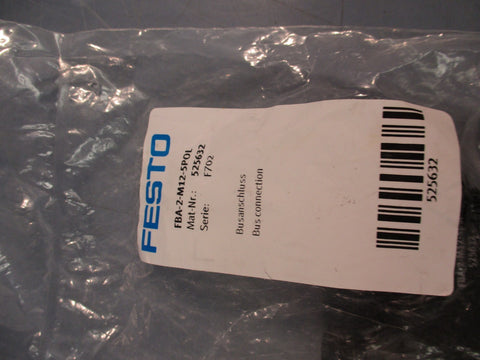 FESTO
FBA-2-M12-5POL
Mat-Nr.: 525632
Serie: F702
Busanschluss
Bus connection
525632